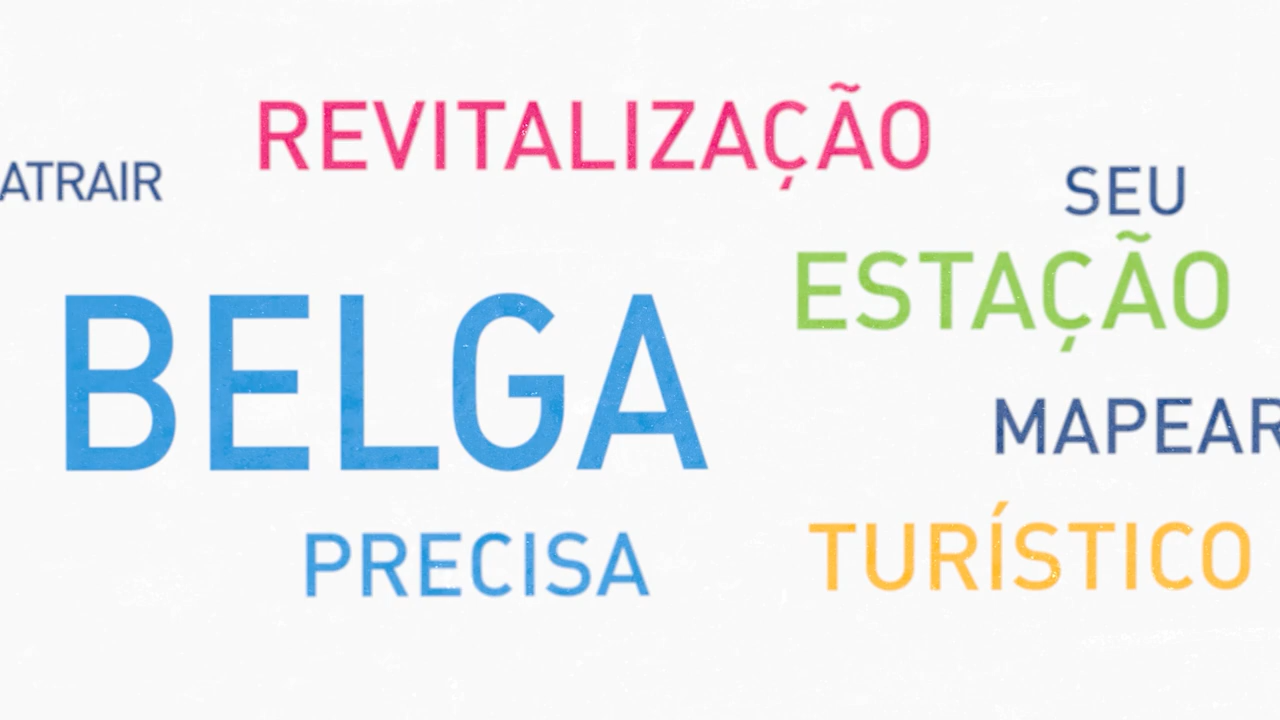 REVITALIZAÇÃO
ATRAIR
SEU
ESTAÇÃO
BELGA
MAPEAR
PRECISA
TURÍSTICO